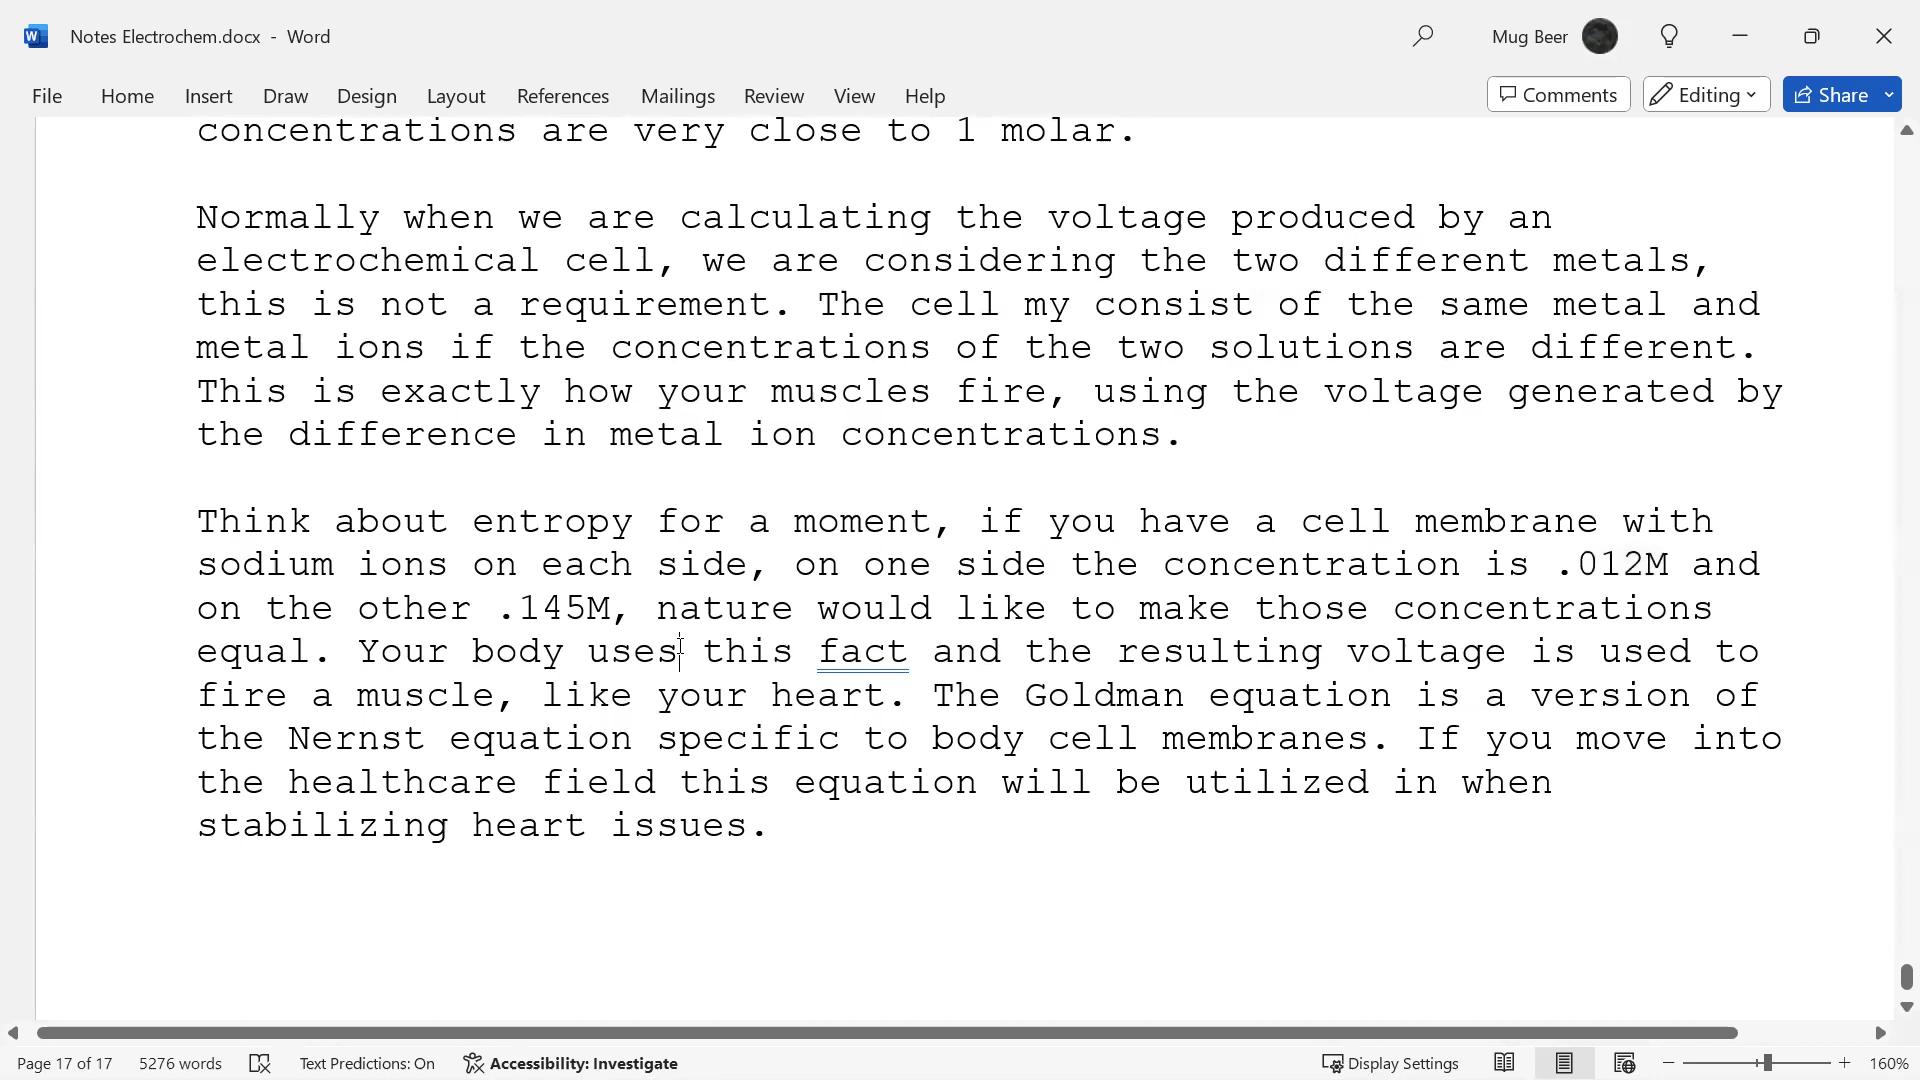 Notes Electrochem.docx - Word
Mug Beer
File Home Insert Draw Design Layout References Mailings Review View Help
Comments Editing Share
concentrations are very close to 1 molar.
Normally when we are calculating the voltage produced by an
electrochemical cell, we are considering the two different metals,
this is not a requirement. The cell my consist of the same metal and
metal ions if the concentrations of the two solutions are different.
This is exactly how your muscles fire, using the voltage generated by
the difference in metal ion concentrations.
Think about entropy for a moment, if you have a cell membrane with
sodium ions on each side, on one side the concentration is .012M and
on the other .145M, nature would like to make those concentrations
equal. Your body uses this fact and the resulting voltage is used to
fire a muscle, like your heart. The Goldman equation is a version of
the Nernst equation specific to body cell membranes. If you move into
the healthcare field this equation will be utilized in when
stabilizing heart issues.
Page 17 of 17 5276 words Text Predictions: On Accessibility: Investigate Display Settings 160%